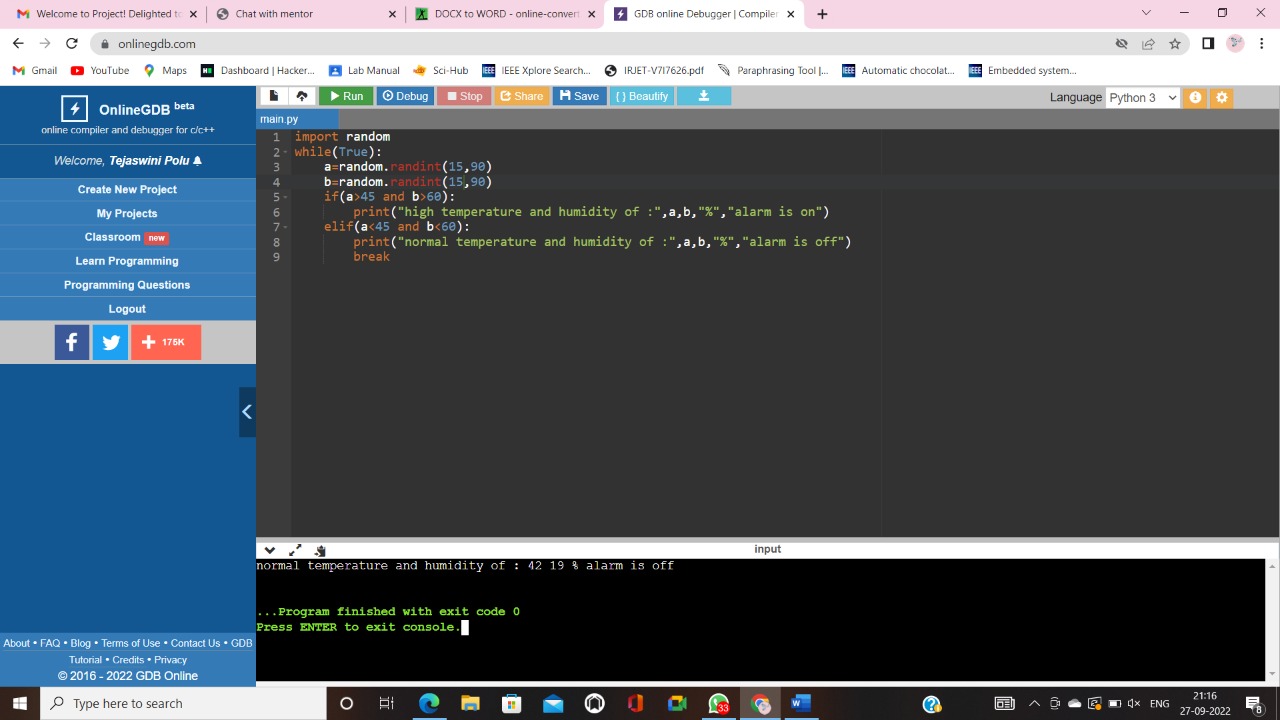 Welcome to Pro: Delighted to
Chat with mentor
DOCX to WORD - online-convert
GDB online Debugger | Compiler
onlinegdb.com
Gmail YouTube Maps Dashboard | Hacker... Lab Manual Sci-Hub IEEE Xplore Search... IRJET-V7I7626.pdf Paraphrasing Tool |... Automatic chocolat... Embedded system...
OnlineGDB beta
online compiler and debugger for c/c++
Welcome, Tejaswini Polu
Create New Project
My Projects
Classroom new
Learn Programming
Programming Questions
Logout
175K
About • FAQ • Blog • Terms of Use • Contact Us • GDB
Tutorial • Credits • Privacy
© 2016 - 2022 GDB Online
Run Debug Stop Share Save { } Beautify
Language Python 3
main.py
1 import random
2 while(True):
3 a=random.randint(15,90)
4 b=random.randint(15,90)
5 if(a>45 and b>60):
6 print("high temperature and humidity of :",a,b,"%","alarm is on")
7 elif(a<45 and b<60):
8 print("normal temperature and humidity of :",a,b,"%","alarm is off")
9 break
input
normal temperature and humidity of : 42 19 % alarm is off
...Program finished with exit code 0
Press ENTER to exit console.
Type here to search
33
ENG
21:16
27-09-2022
8